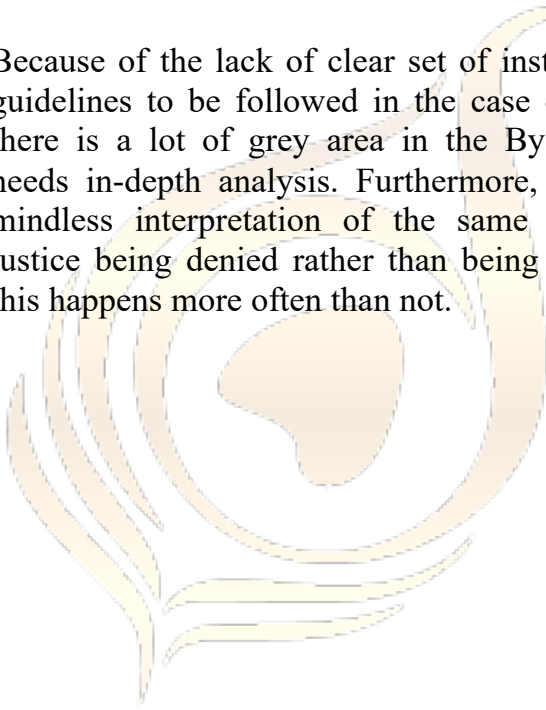 Because of the lack of clear set of inst
guidelines to be followed in the case
there is a lot of grey area in the By
needs in-depth analysis. Furthermore,
mindless interpretation of the same
justice being denied rather than being
this happens more often than not.